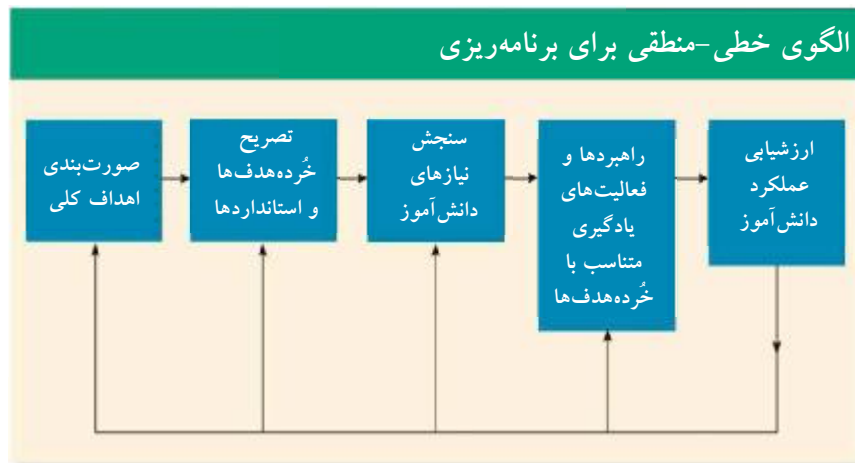 الگوی خطی–منطقی برای برنامه‌ریزی
صورت‌بندی
اهداف کلی
تصریح
خُرده‌هدف‌ها
و استانداردها
سنجش
نیازهای
دانش‌آموز
راهبردها و
فعالیت‌های
یادگیری
متناسب با
خُرده‌هدف‌ها
ارزشیابی
عملکرد
دانش‌آموز